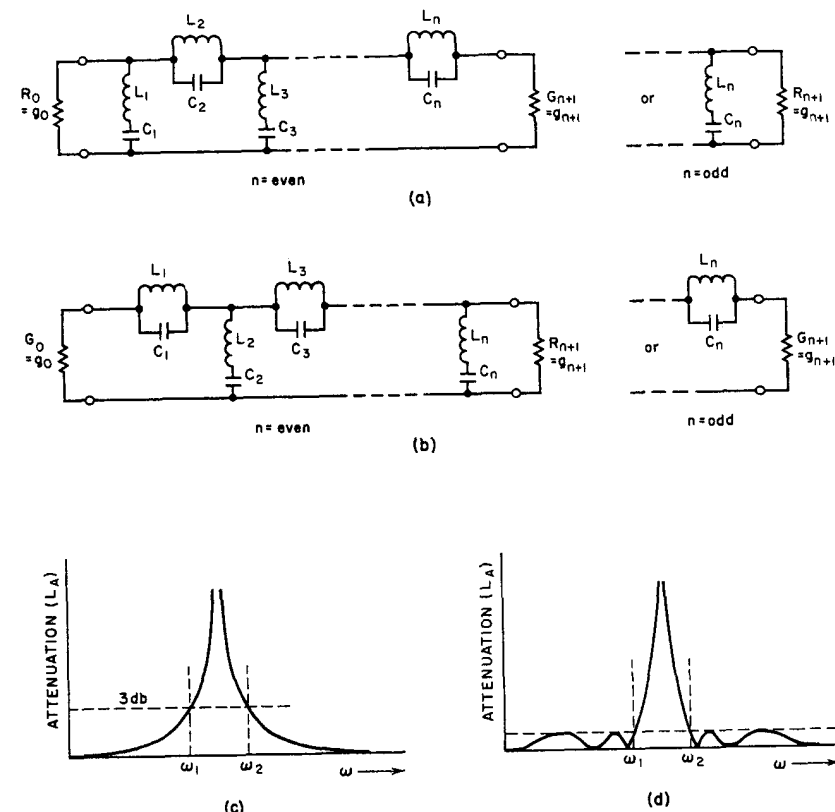 L2
Ln
R0
=g0
L1
C2
L3
Cn
Gn+1
=gn+1
or
Ln
Rn+1
=gn+1
C1
C3
Cn
n=even
n=odd
(a)
L1
L3
Ln
G0
=g0
C1
L2
C3
Ln
Rn+1
=gn+1
or
Cn
Gn+1
=gn+1
C2
Cn
n=even
n=odd
(b)
ATTENUATION (LA)
3db
ω1
ω2
ω
(c)
ATTENUATION (LA)
ω1
ω2
ω
(d)